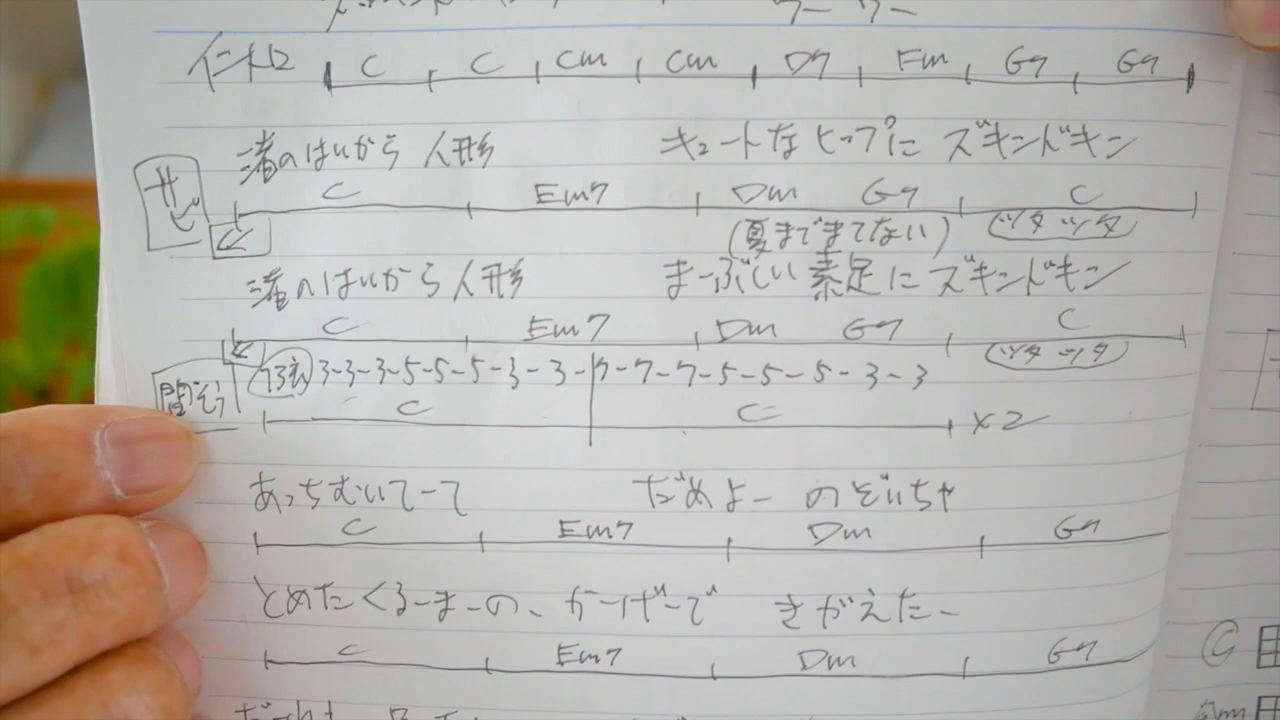 イントロ C C Cm Cm D7 Em G7 G7
渚のはいから人形 キュートなヒップに ズキンドキン
サビ C Em7 Dm G7 C
(夏までまてない) (ツタ ツタ)
渚のはいから人形 まーぶしい素足に ズキンドキン
C Em7 Dm G7 C
間そう 3-3-3-5-5-5-3-3-7-7-7-5-5-5-3-3 (ツタ ツタ)
C C ×2
あっちむいてーて だめよー のぞいちゃ
C Em7 Dm G7
とめたくるーまーの、かーげーで きがえたー
C Em7 Dm G7
C